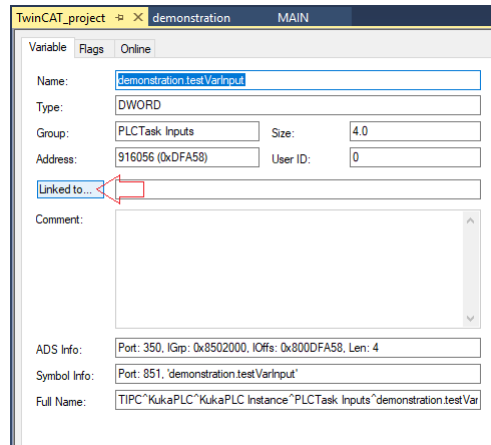 TwinCAT_project demonstration MAIN
Variable Flags Online
Name: demonstration.testVarInput
Type: DWORD
Group: PLCTask Inputs Size: 4.0
Address: 916056 (0xDFA58) User ID: 0
Linked to...
Comment:
ADS Info: Port: 350, IGrp: 0x8502000, IOffs: 0x800DFA58, Len: 4
Symbol Info: Port: 851, 'demonstration.testVarInput'
Full Name: TIPC^KukaPLC^KukaPLC Instance^PLCTask Inputs^demonstration.testVar